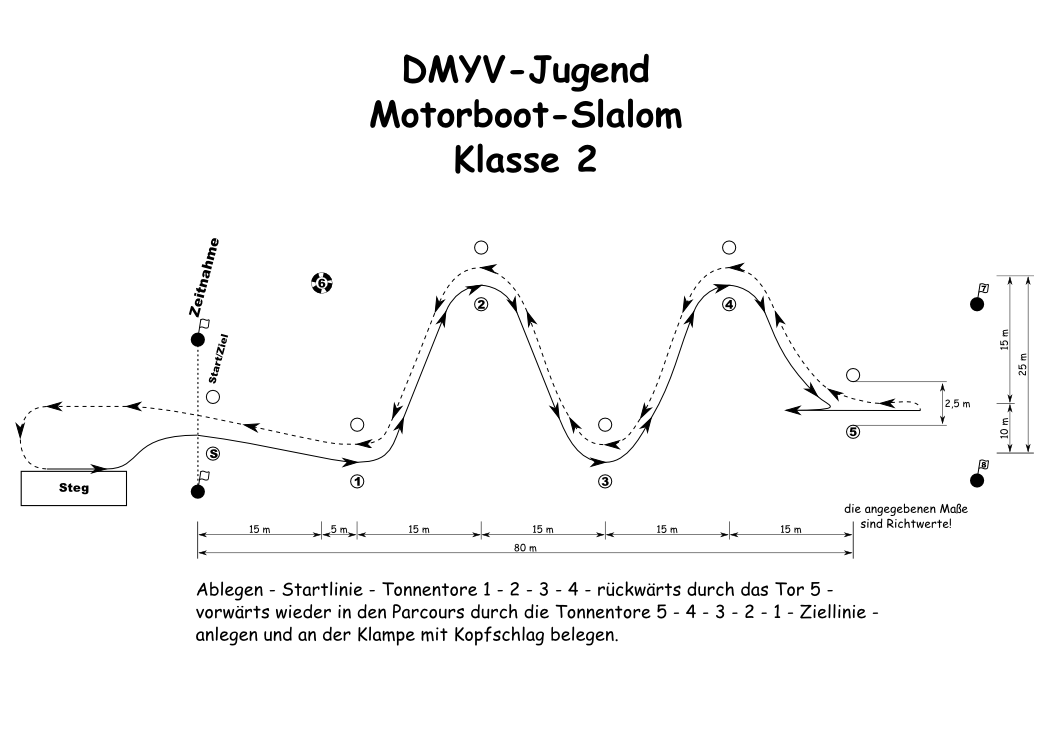 DMYV-Jugend
Motorboot-Slalom
Klasse 2
Zeitnahme
Start/Ziel
6
2
4
7
15 m
25 m
2,5 m
10 m
5
S
1
3
8
Steg
die angegebenen Maße
sind Richtwerte!
15 m
5 m
15 m
15 m
15 m
15 m
80 m
Ablegen - Startlinie - Tonnentore 1 - 2 - 3 - 4 - rückwärts durch das Tor 5 -
vorwärts wieder in den Parcours durch die Tonnentore 5 - 4 - 3 - 2 - 1 - Ziellinie -
anlegen und an der Klampe mit Kopfschlag belegen.